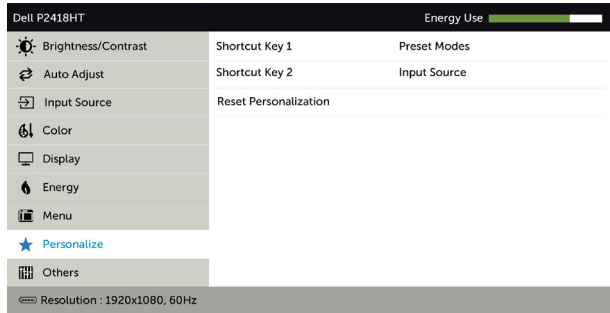 Dell P2418HT Energy Use
Brightness/Contrast Shortcut Key 1 Preset Modes
Auto Adjust Shortcut Key 2 Input Source
Input Source Reset Personalization
Color
Display
Energy
Menu
Personalize
Others
Resolution : 1920x1080, 60Hz